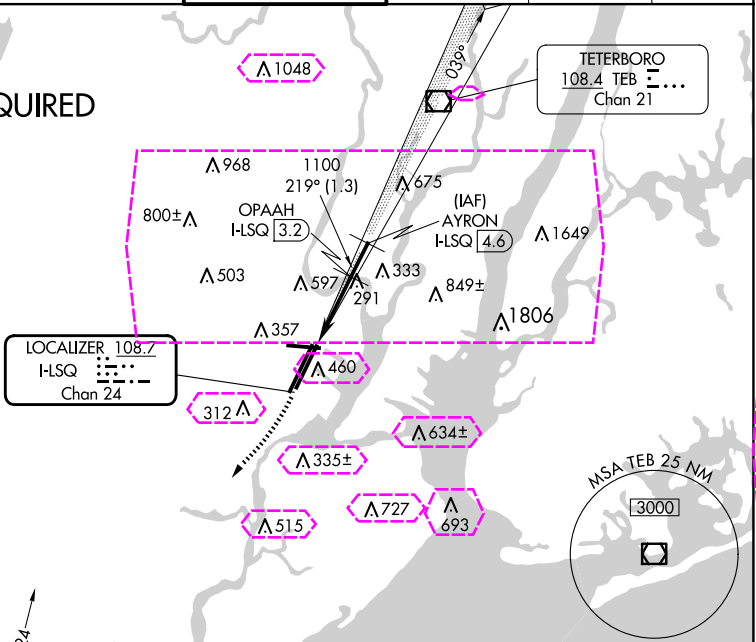 1048
039°
TETERBORO
108.4 TEB
Chan 21
QUIRED
968
1100
219° (1.3)
675
800±
OPAAH
I-LSQ 3.2
(IAF)
AYRON
I-LSQ 4.6
1649
503
597
333
291
849±
357
1806
LOCALIZER 108.7
I-LSQ
Chan 24
460
312
634±
335±
MSA TEB 25 NM
3000
727
693
515
24